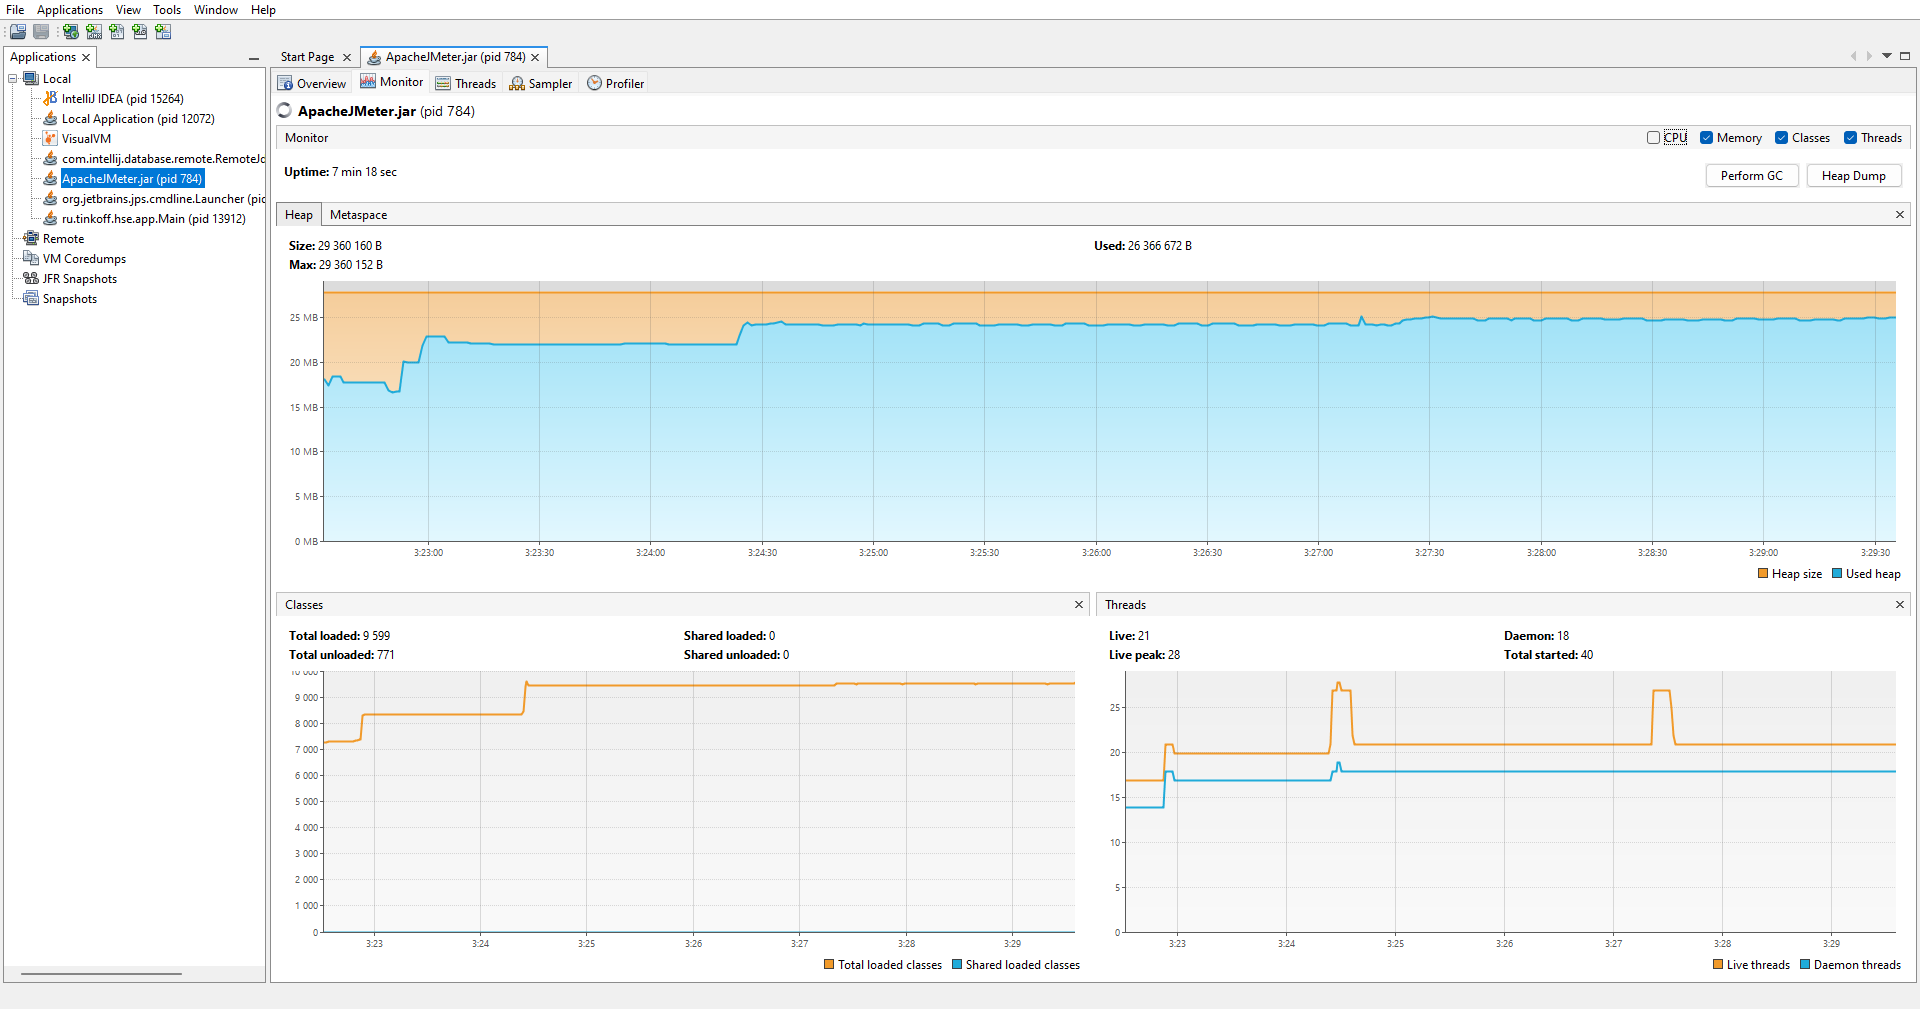 File Applications View Tools Window Help
Applications
Local
IntelliJ IDEA (pid 15264)
Local Application (pid 12072)
VisualVM
com.intellij.database.remote.RemoteJd
ApacheJMeter.jar (pid 784)
org.jetbrains.jps.cmdline.Launcher (pid
ru.tinkoff.hse.app.Main (pid 13912)
Remote
VM Coredumps
JFR Snapshots
Snapshots
Start Page ApacheJMeter.jar (pid 784)
Overview Monitor Threads Sampler Profiler
ApacheJMeter.jar (pid 784)
Monitor CPU Memory Classes Threads
Uptime: 7 min 18 sec Perform GC Heap Dump
Heap Metaspace
Size: 29 360 160 B Used: 26 366 672 B
Max: 29 360 152 B
25 MB
20 MB
15 MB
10 MB
5 MB
0 MB
3:23:00 3:23:30 3:24:00 3:24:30 3:25:00 3:25:30 3:26:00 3:26:30 3:27:00 3:27:30 3:28:00 3:28:30 3:29:00 3:29:30
Heap size Used heap
Classes
Total loaded: 9 599 Shared loaded: 0
Total unloaded: 771 Shared unloaded: 0
10 000
9 000
8 000
7 000
6 000
5 000
4 000
3 000
2 000
1 000
0
3:23 3:24 3:25 3:26 3:27 3:28 3:29
Total loaded classes Shared loaded classes
Threads
Live: 21 Daemon: 18
Live peak: 28 Total started: 40
25
20
15
10
5
0
3:23 3:24 3:25 3:26 3:27 3:28 3:29
Live threads Daemon threads